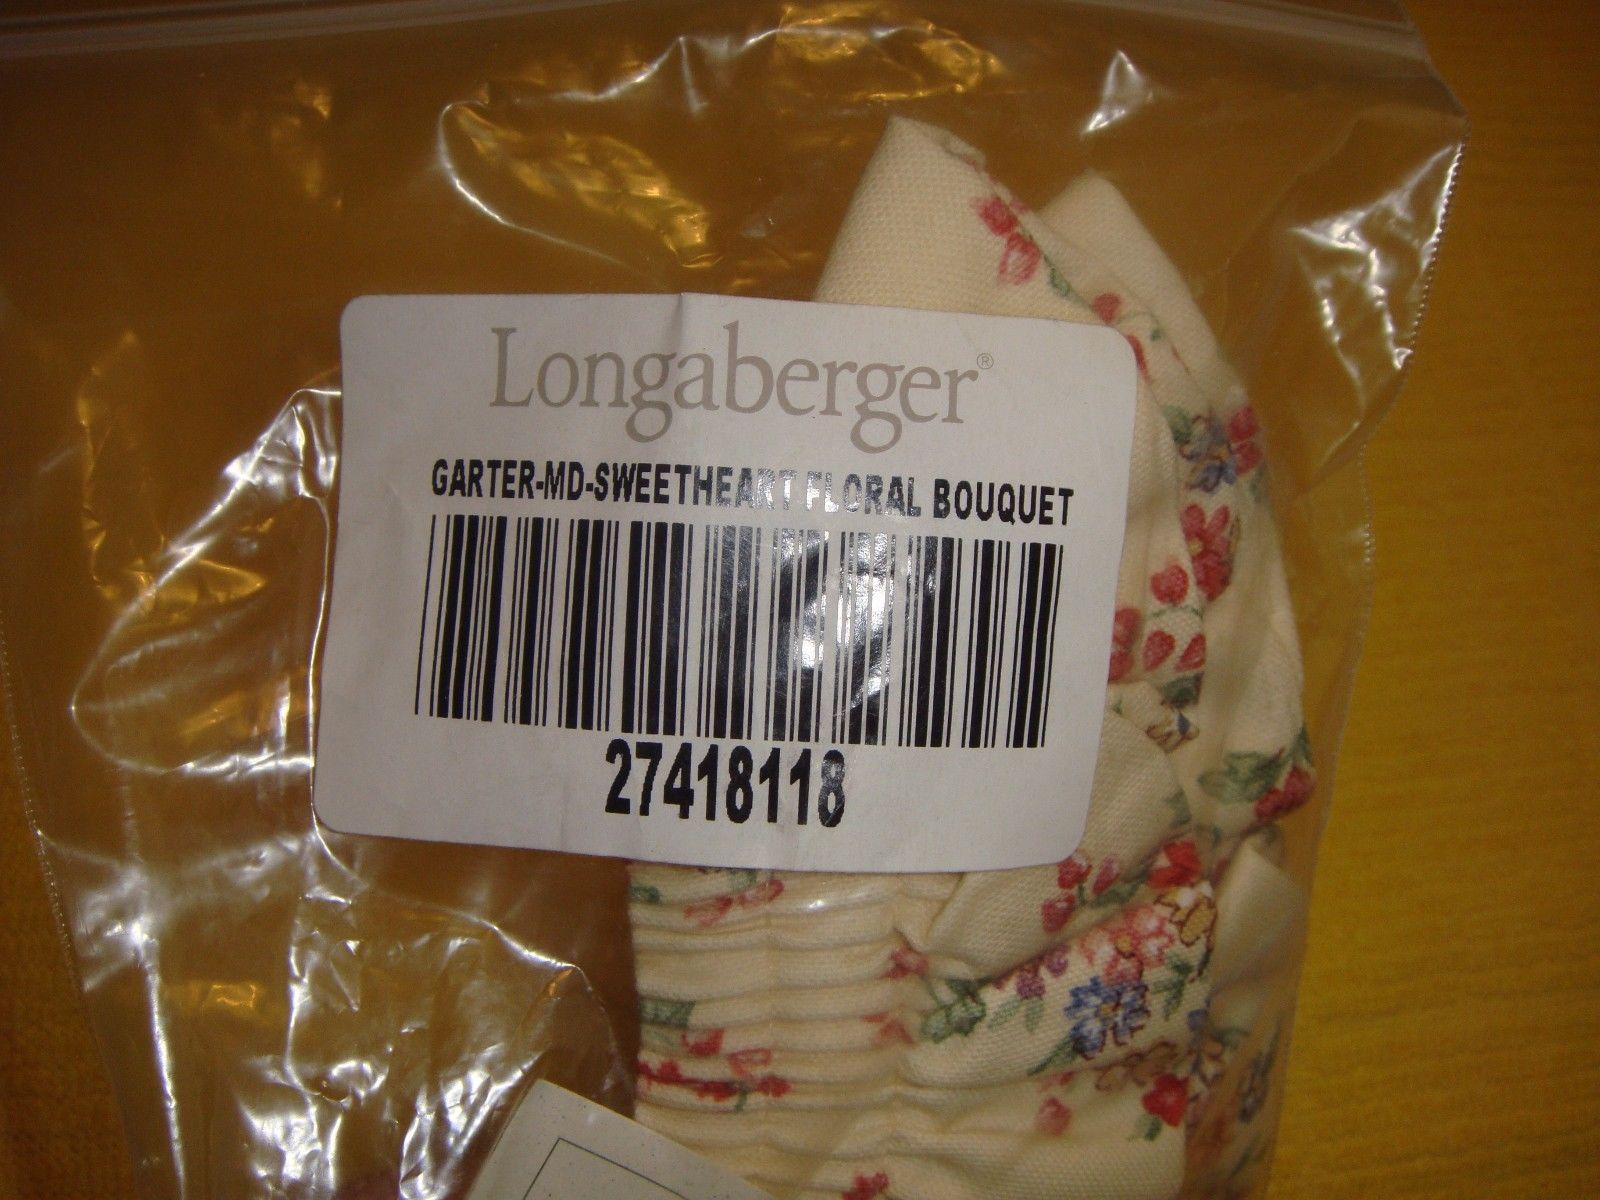 Longaberger®
GARTER-MD-SWEETHEART FLORAL BOUQUET
27418118